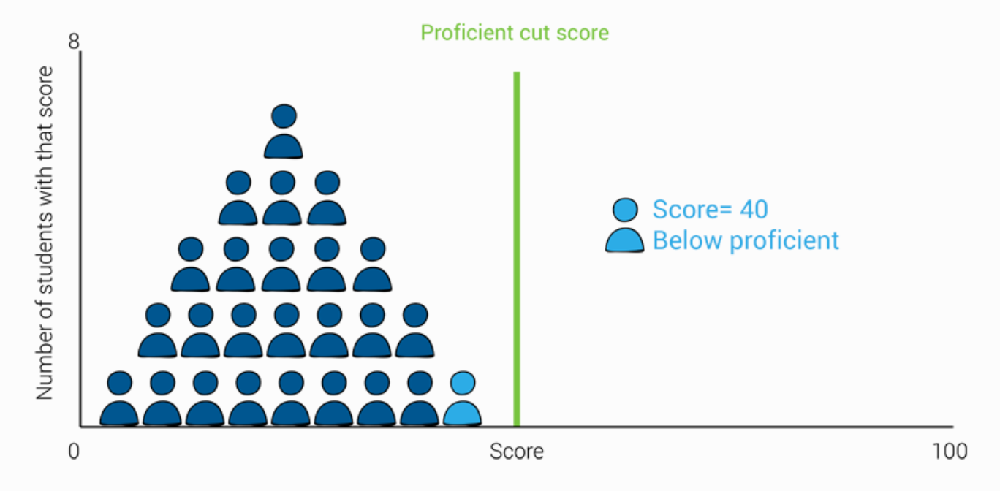 Proficient cut score
8
Number of students with that score
Score= 40
Below proficient
0
Score
100